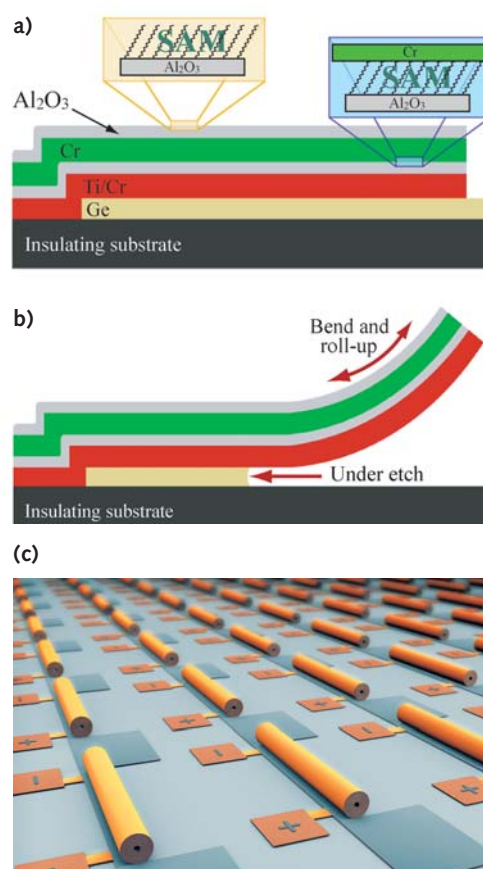 a)
SAM
Al₂O₃
Cr
SAM
Al₂O₃
Al₂O₃
Cr
Ti/Cr
Ge
Insulating substrate
b)
Bend and
roll-up
Under etch
Insulating substrate
(c)
+
-
+
-
+
-
+
-